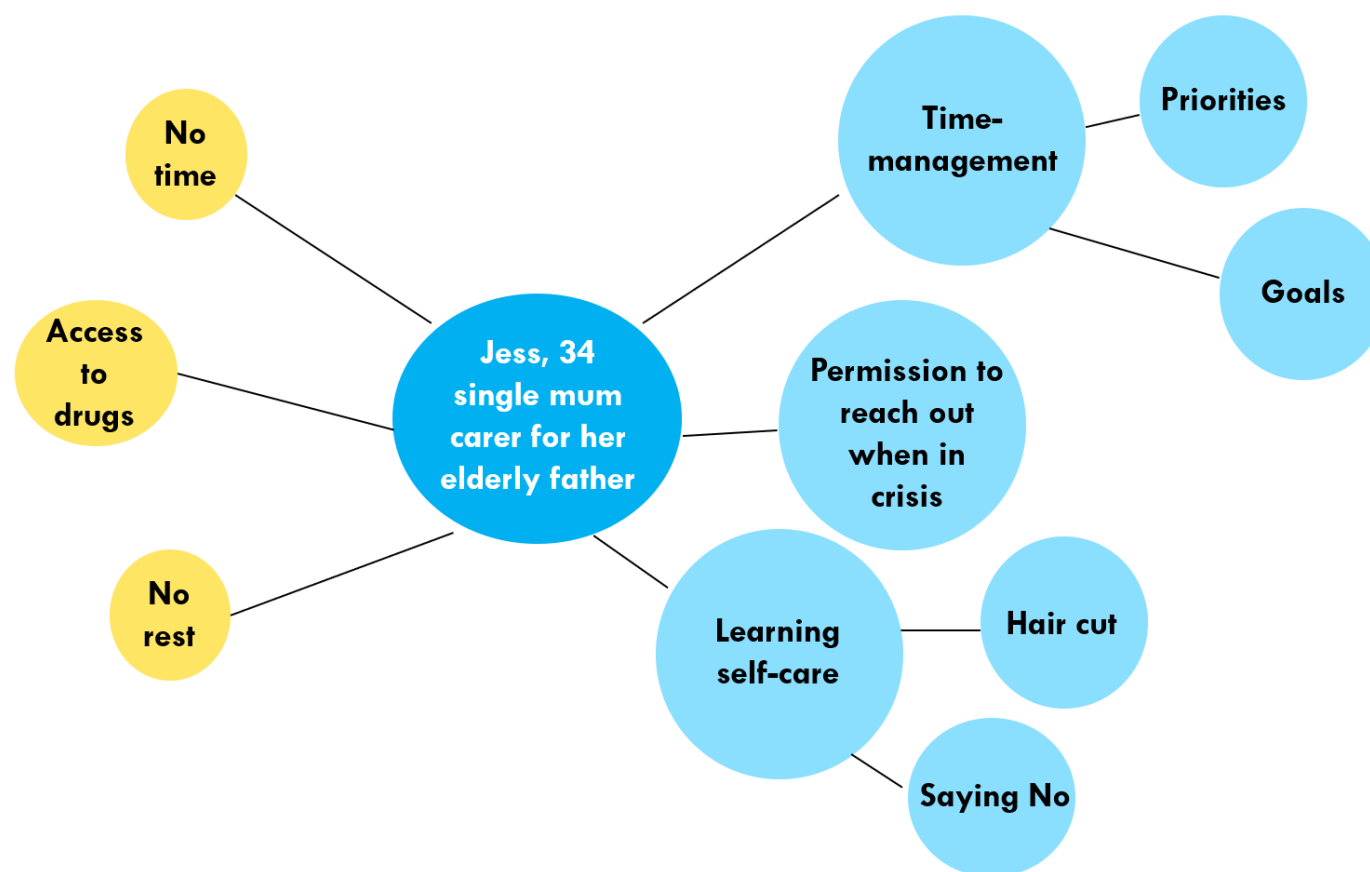 No
time
Access
to
drugs
No
rest
Jess, 34
single mum
carer for her
elderly father
Time-
management
Priorities
Goals
Permission to
reach out
when in
crisis
Learning
self-care
Hair cut
Saying No